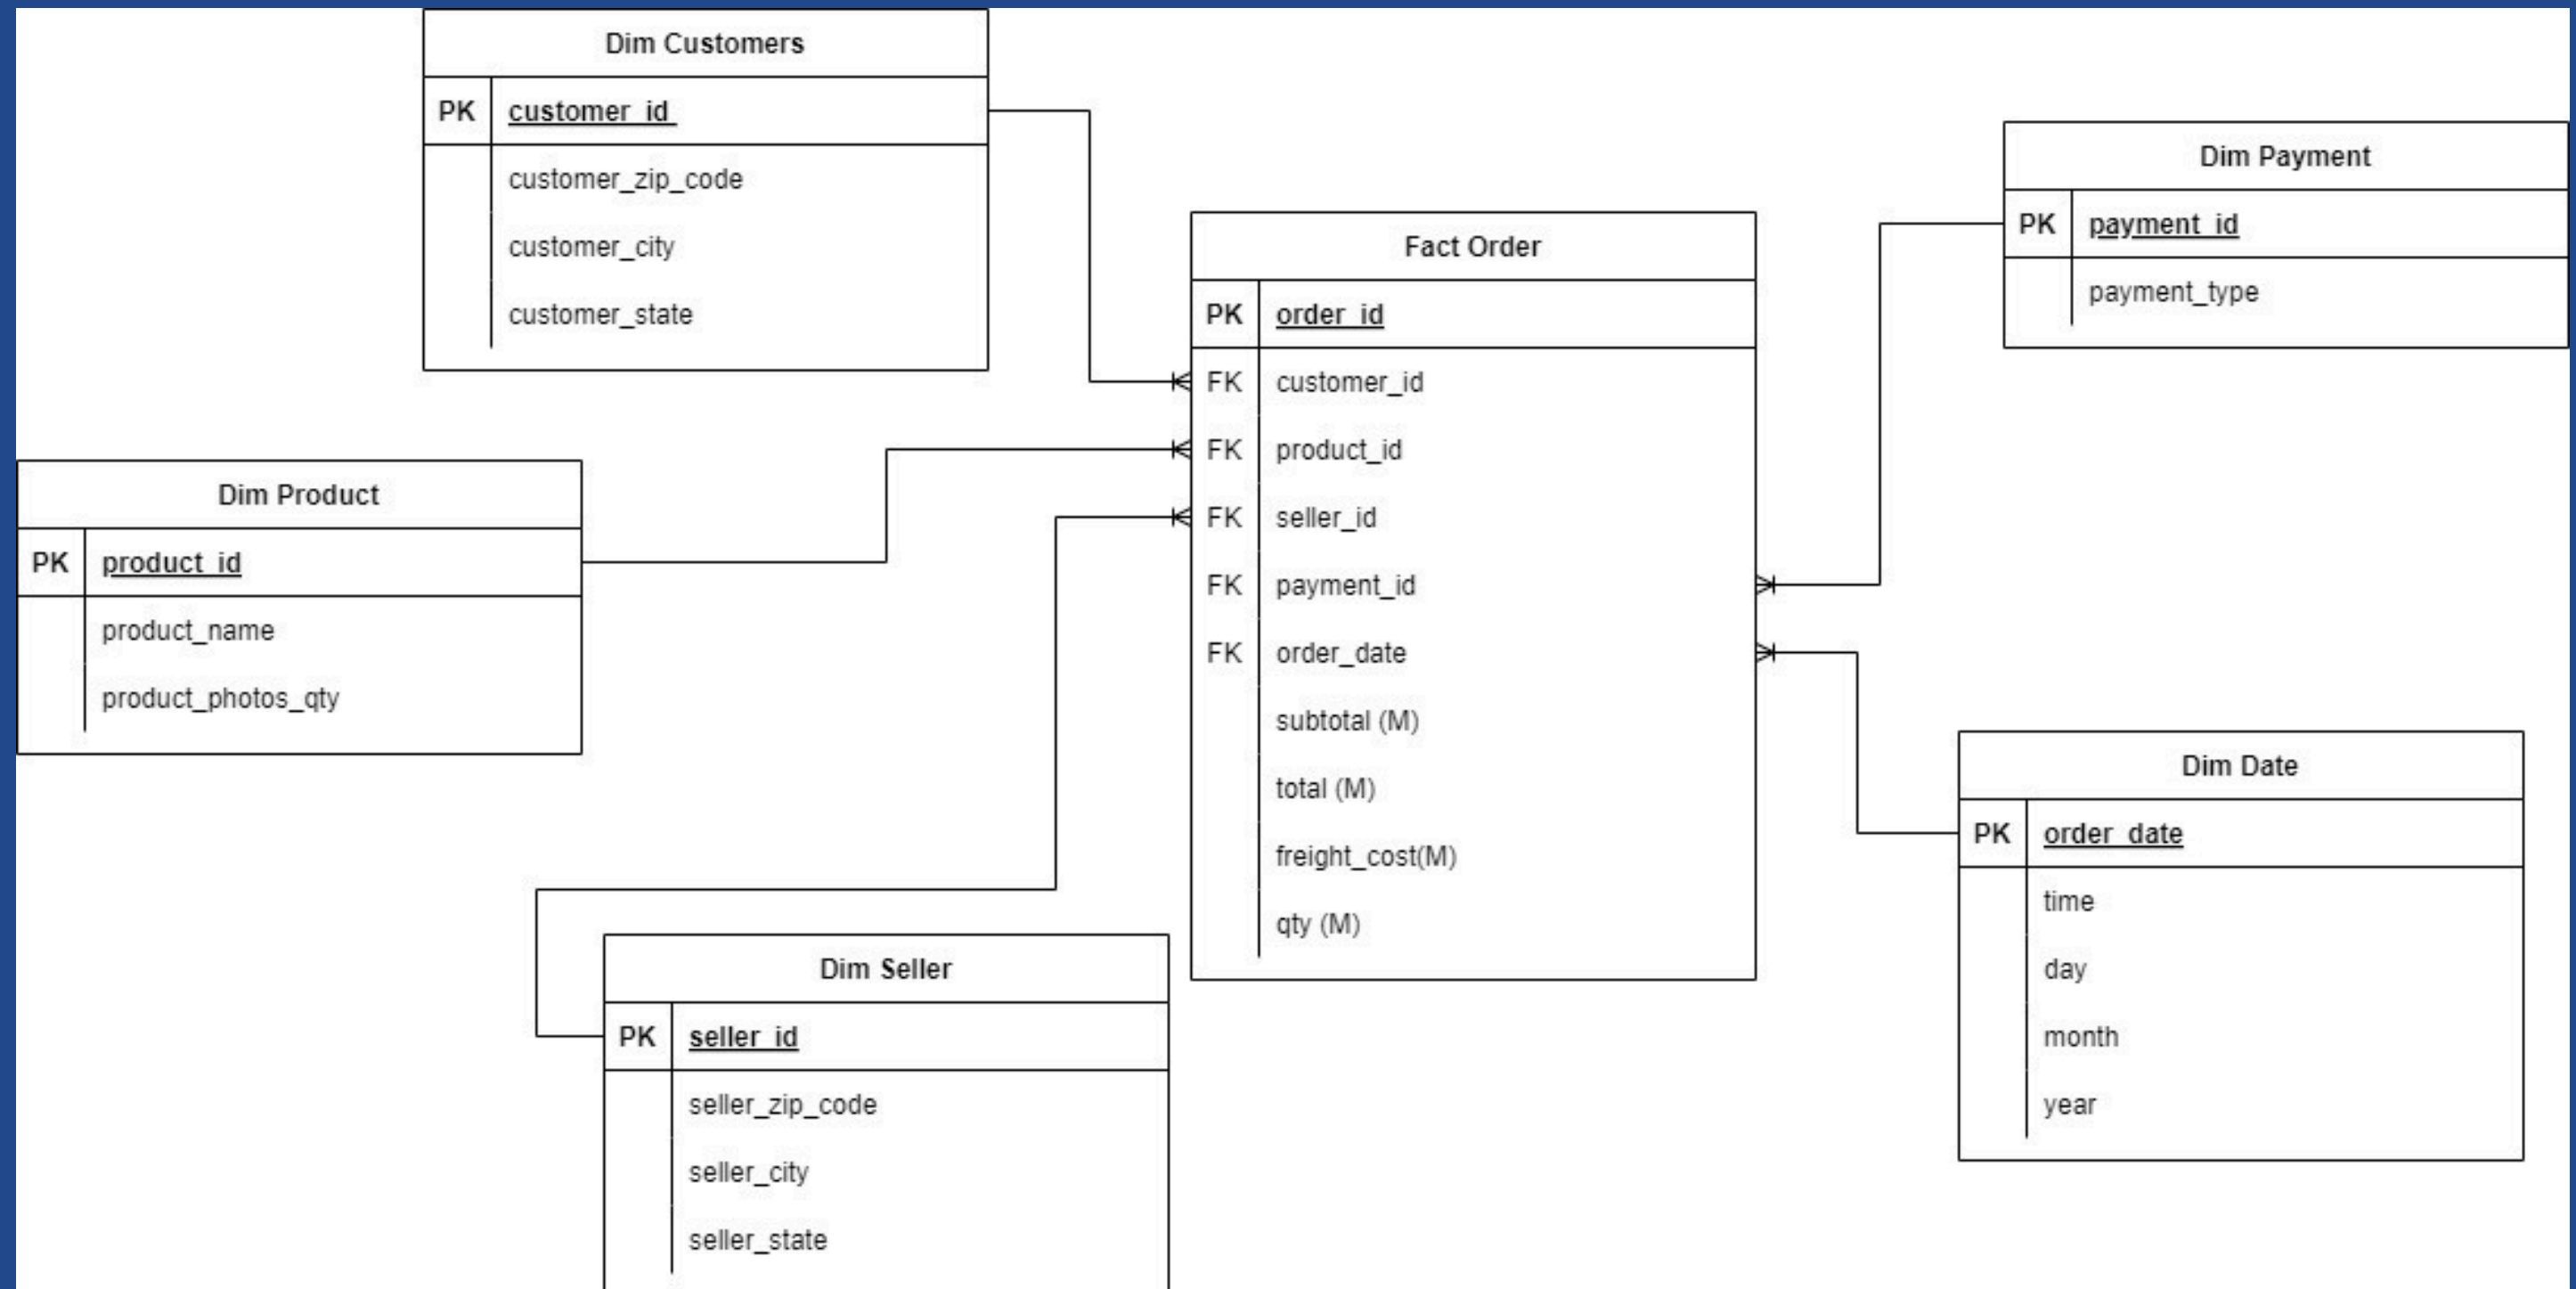 Dim Customers
PK customer_id
customer_zip_code
customer_city
customer_state
Dim Product
PK product_id
product_name
product_photos_qty
Dim Seller
PK seller_id
seller_zip_code
seller_city
seller_state
Fact Order
PK order_id
FK customer_id
FK product_id
FK seller_id
FK payment_id
FK order_date
subtotal (M)
total (M)
freight_cost(M)
qty (M)
Dim Payment
PK payment_id
payment_type
Dim Date
PK order_date
time
day
month
year